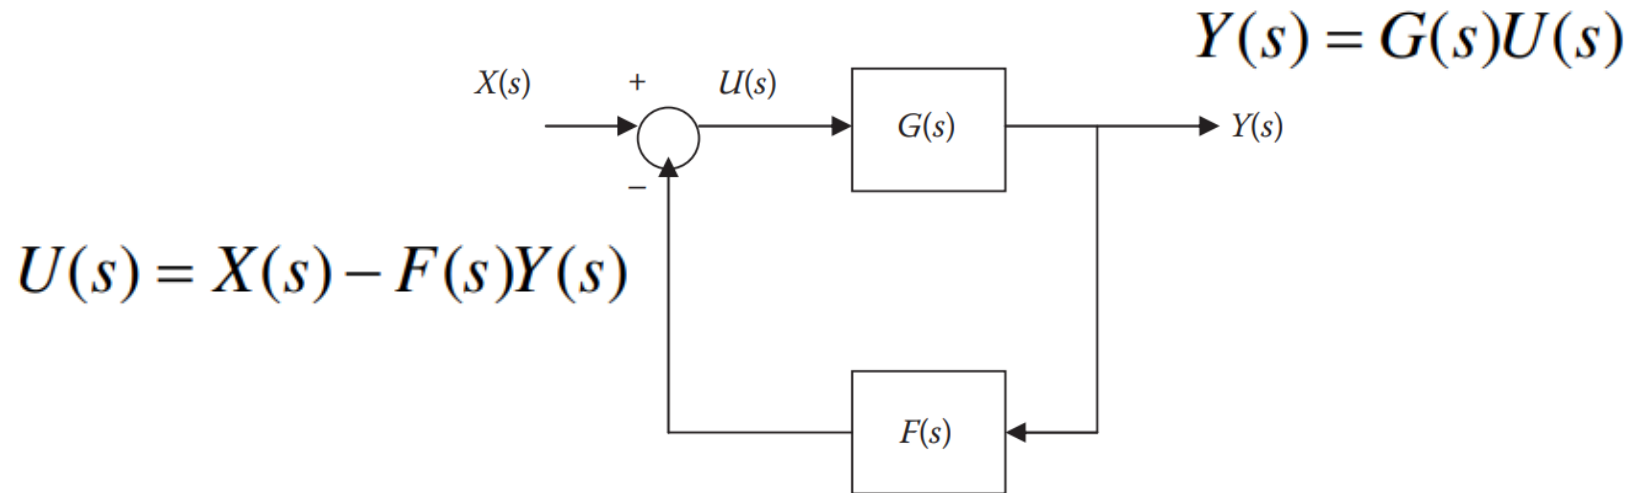 Y(s) = G(s)U(s)
X(s) + U(s)
G(s) Y(s)
−
U(s) = X(s) − F(s)Y(s)
F(s)